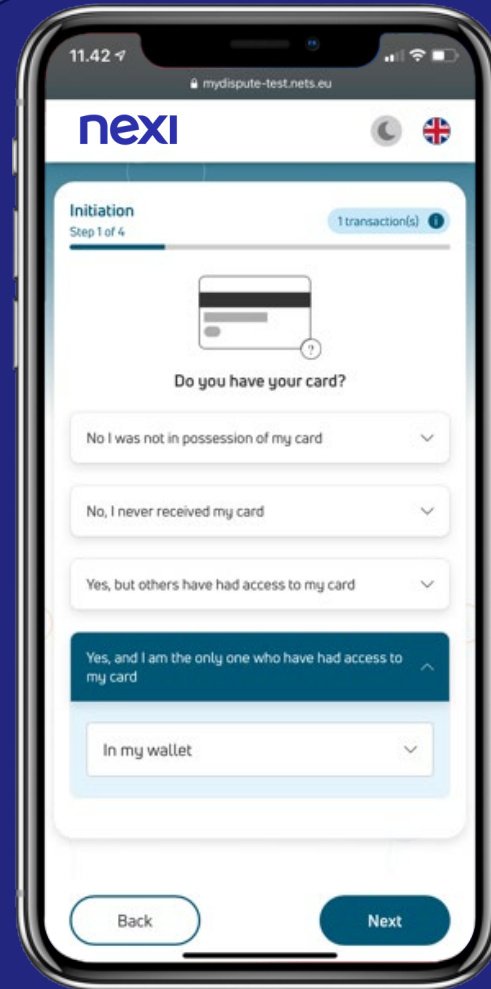 11.42
mydispute-test.nets.eu
nexi
Initiation
Step 1 of 4
1 transaction(s) i
?
Do you have your card?
No I was not in possession of my card
No, I never received my card
Yes, but others have had access to my card
Yes, and I am the only one who have had access to
my card
In my wallet
Back
Next